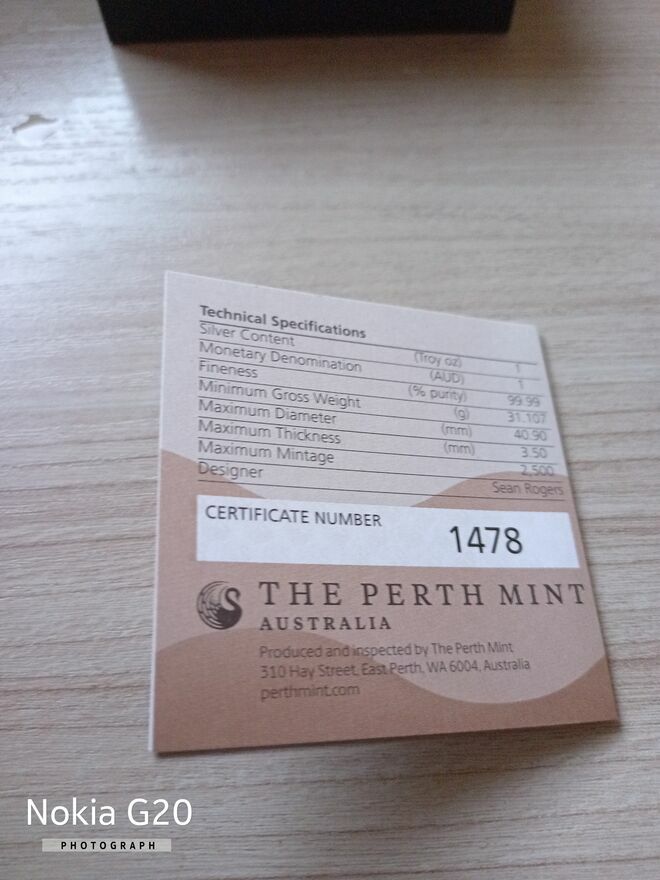 Technical Specifications
Silver Content (Troy oz) 1
Monetary Denomination (AUD) 1
Fineness (% purity) 99.99
Minimum Gross Weight (g) 31.107
Maximum Diameter (mm) 40.90
Maximum Thickness (mm) 3.50
Maximum Mintage 2,500
Designer Sean Rogers
CERTIFICATE NUMBER 1478
THE PERTH MINT
AUSTRALIA
Produced and inspected by The Perth Mint
310 Hay Street, East Perth, WA 6004, Australia
perthmint.com
Nokia G20
PHOTOGRAPH